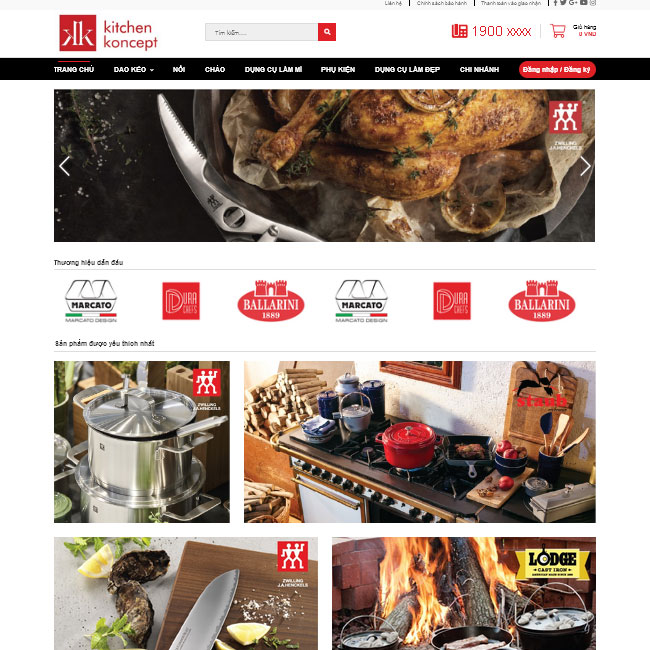 Liên hệ | Chính sách bảo hành | Thanh toán vào giao nhận
kitchen
koncept
Tìm kiếm....
1900 xxxx
Giỏ hàng
0 VNĐ
TRANG CHỦ DAO KÉO NỒI CHẢO DỤNG CỤ LÀM MÌ PHỤ KIỆN DỤNG CỤ LÀM ĐẸP CHI NHÁNH Đăng nhập / Đăng ký
ZWILLING
J.A.HENCKELS
Thương hiệu dẫn đầu
MARCATO
MARCATO DESIGN
DURA
CHEFS
BALLARINI
1889
MARCATO
MARCATO DESIGN
DURA
CHEFS
BALLARINI
1889
Sản phẩm được yêu thích nhất
ZWILLING
J.A.HENCKELS
staub
ZWILLING
J.A.HENCKELS
LODGE
CAST IRON